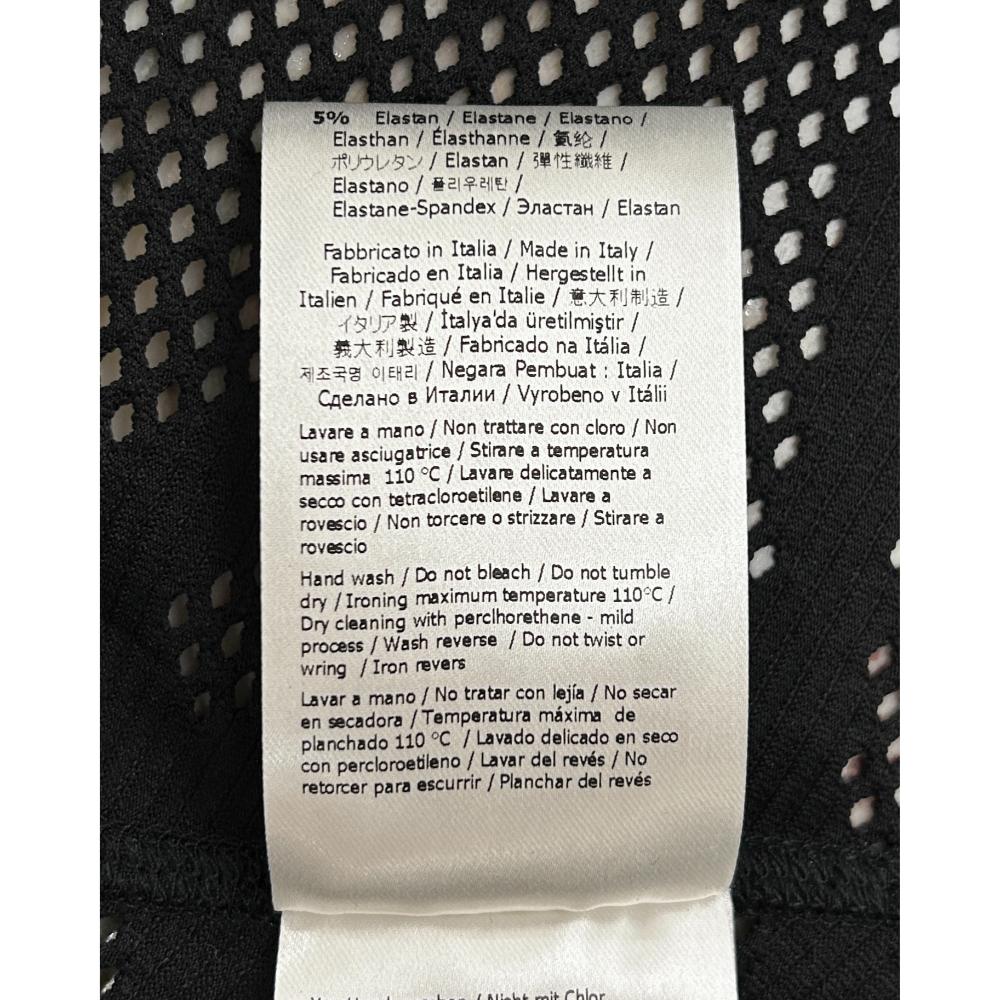 5% Elastan / Elastane / Elastano /
Elasthan / Élasthanne / 氨纶 /
ポリウレタン / Elastan / 彈性纖維 /
Elastano / 폴리우레탄 /
Elastane-Spandex / Эластан / Elastan
Fabbricato in Italia / Made in Italy /
Fabricado en Italia / Hergestellt in
Italien / Fabriqué en Italie / 意大利制造 /
イタリア製 / İtalya'da üretilmiştir /
義大利製造 / Fabricado na Itália /
제조국명 이태리 / Negara Pembuat : Italia /
Сделано в Италии / Vyrobeno v Itálii
Lavare a mano / Non trattare con cloro / Non
usare asciugatrice / Stirare a temperatura
massima 110 °C / Lavare delicatamente a
secco con tetracloroetilene / Lavare a
rovescio / Non torcere o strizzare / Stirare a
rovescio
Hand wash / Do not bleach / Do not tumble
dry / Ironing maximum temperature 110°C /
Dry cleaning with perclhorethene - mild
process / Wash reverse / Do not twist or
wring / Iron revers
Lavar a mano / No tratar con lejía / No secar
en secadora / Temperatura máxima de
planchado 110 °C / Lavado delicado en seco
con percloroetileno / Lavar del revés / No
retorcer para escurrir / Planchar del revés
/ Nicht mit Chlor